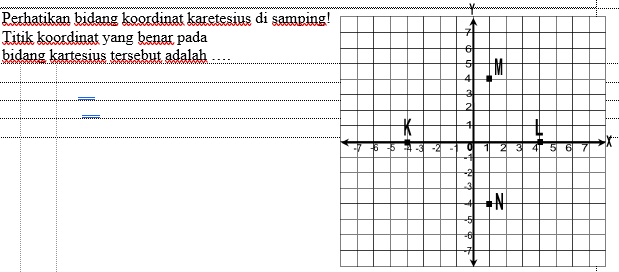 Perhatikan bidang koordinat karetesius di samping!
Titik koordinat yang benar pada
bidang kartesius tersebut adalah ….
Y
7
6
5
M
4
3
2
K
1
L
-7 -6 -5 -4 -3 -2 -1 0 1 2 3 4 5 6 7 X
-1
-2
-3
-4
N
-5
-6
-7